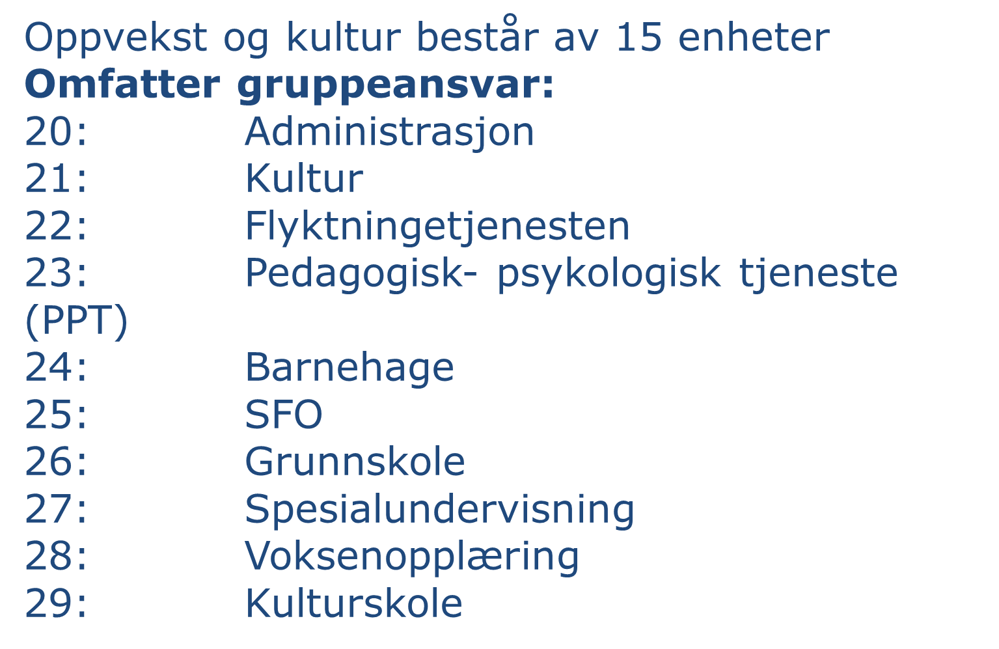 Oppvekst og kultur består av 15 enheter
Omfatter gruppeansvar:
20: Administrasjon
21: Kultur
22: Flyktningetjenesten
23: Pedagogisk- psykologisk tjeneste
(PPT)
24: Barnehage
25: SFO
26: Grunnskole
27: Spesialundervisning
28: Voksenopplæring
29: Kulturskole